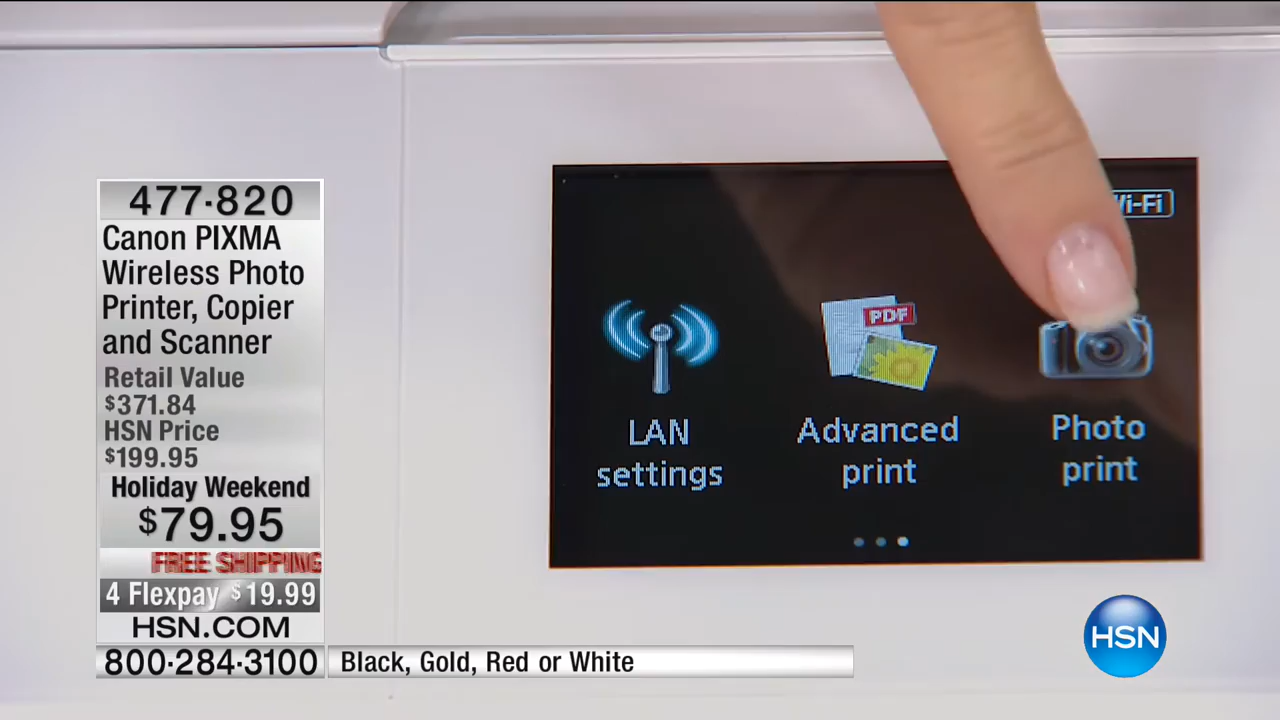 477-820
Canon PIXMA
Wireless Photo
Printer, Copier
and Scanner
Retail Value
$371.84
HSN Price
$199.95
Holiday Weekend
$79.95
FREE SHIPPING
4 Flexpay $19.99
HSN.COM
800-284-3100
Black, Gold, Red or White
Wi-Fi
PDF
LAN
settings
Advanced
print
Photo
print
HSN